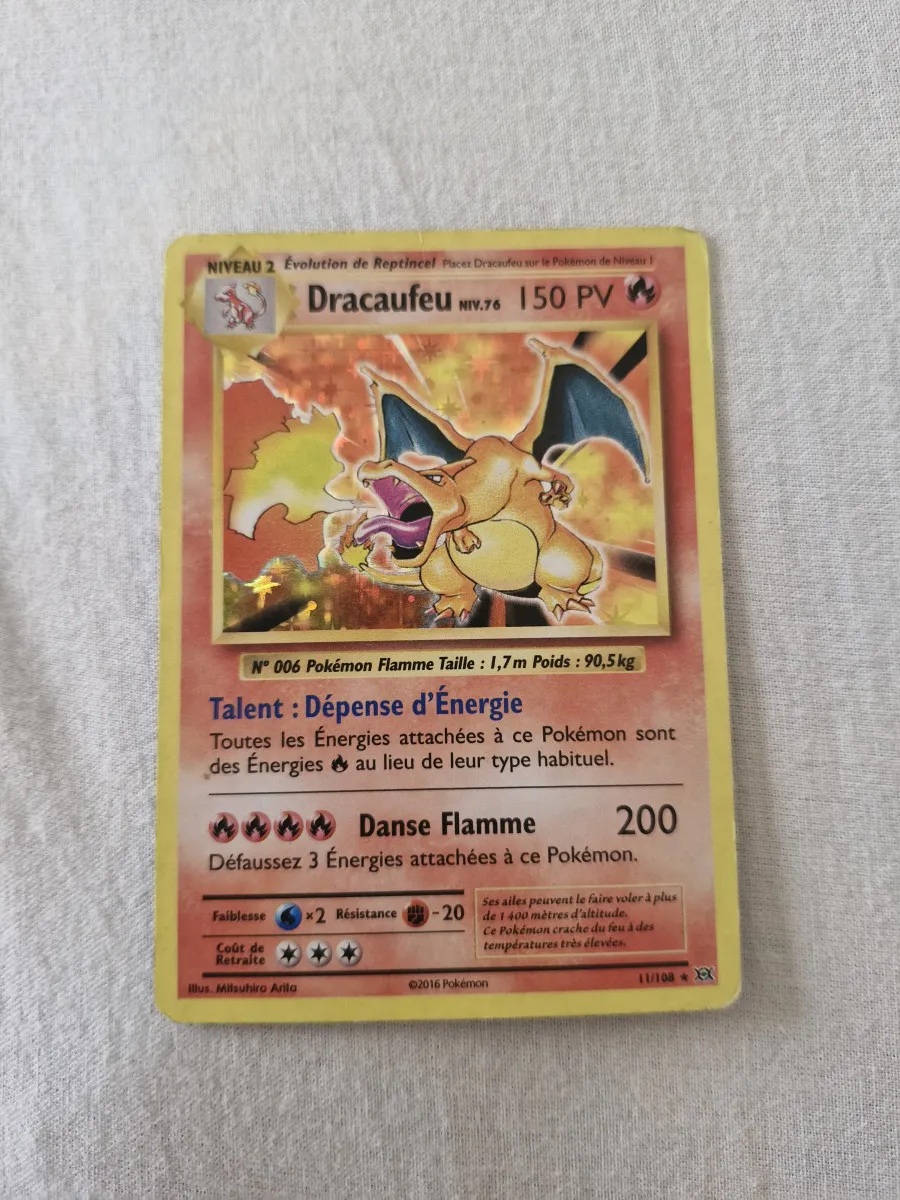 NIVEAU 2 Évolution de Reptincel Placez Dracaufeu sur le Pokémon de Niveau 1
Dracaufeu NIV.76 150 PV
N° 006 Pokémon Flamme Taille : 1,7 m Poids : 90,5 kg
Talent : Dépense d'Énergie
Toutes les Énergies attachées à ce Pokémon sont
des Énergies au lieu de leur type habituel.
Danse Flamme 200
Défaussez 3 Énergies attachées à ce Pokémon.
Faiblesse ×2 Résistance -20
Coût de
Retraite
Ses ailes peuvent le faire voler à plus
de 1 400 mètres d'altitude.
Ce Pokémon crache du feu à des
températures très élevées.
Illus. Mitsuhiro Arita
©2016 Pokémon
11/108 ★ XY